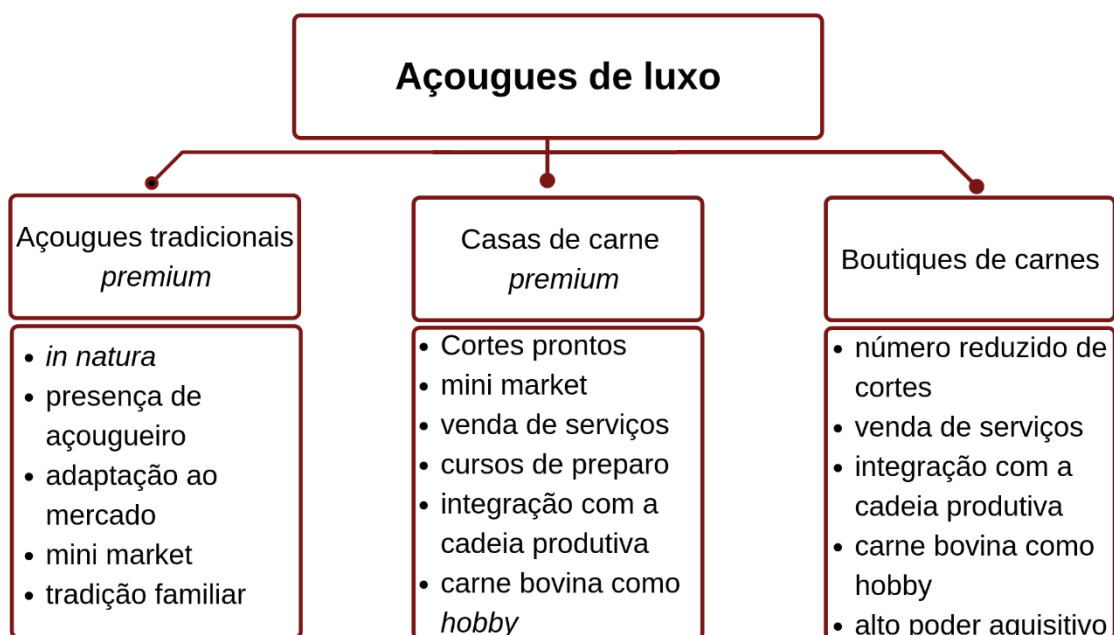 Açougues de luxo
Açougues tradicionais
premium
• in natura
• presença de
açougueiro
• adaptação ao
mercado
• mini market
• tradição familiar
Casas de carne
premium
• Cortes prontos
• mini market
• venda de serviços
• cursos de preparo
• integração com a
cadeia produtiva
• carne bovina como
hobby
Boutiques de carnes
• número reduzido de
cortes
• venda de serviços
• integração com a
cadeia produtiva
• carne bovina como
hobby
• alto poder aquisitivo